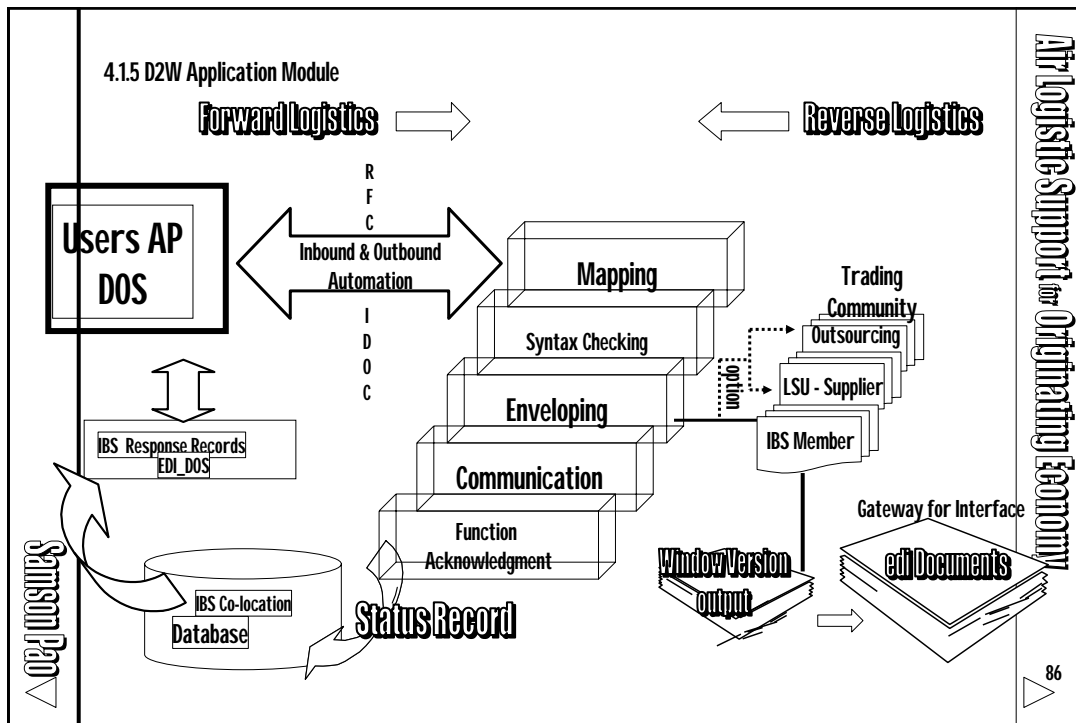 4.1.5 D2W Application Module
Forward Logistics
Reverse Logistics
RFC
Users AP
DOS
Inbound & Outbound
Automation
IDOC
Mapping
Syntax Checking
Enveloping
Communication
Function
Acknowledgment
option
Trading
Community
Outsourcing
LSU - Supplier
IBS Member
IBS Response Records
EDI_DOS
IBS Co-location
Database
Status Record
Window Version
output
Gateway for Interface
edi Documents
Samson Pao
Air Logistic Support for Originating Economy
86